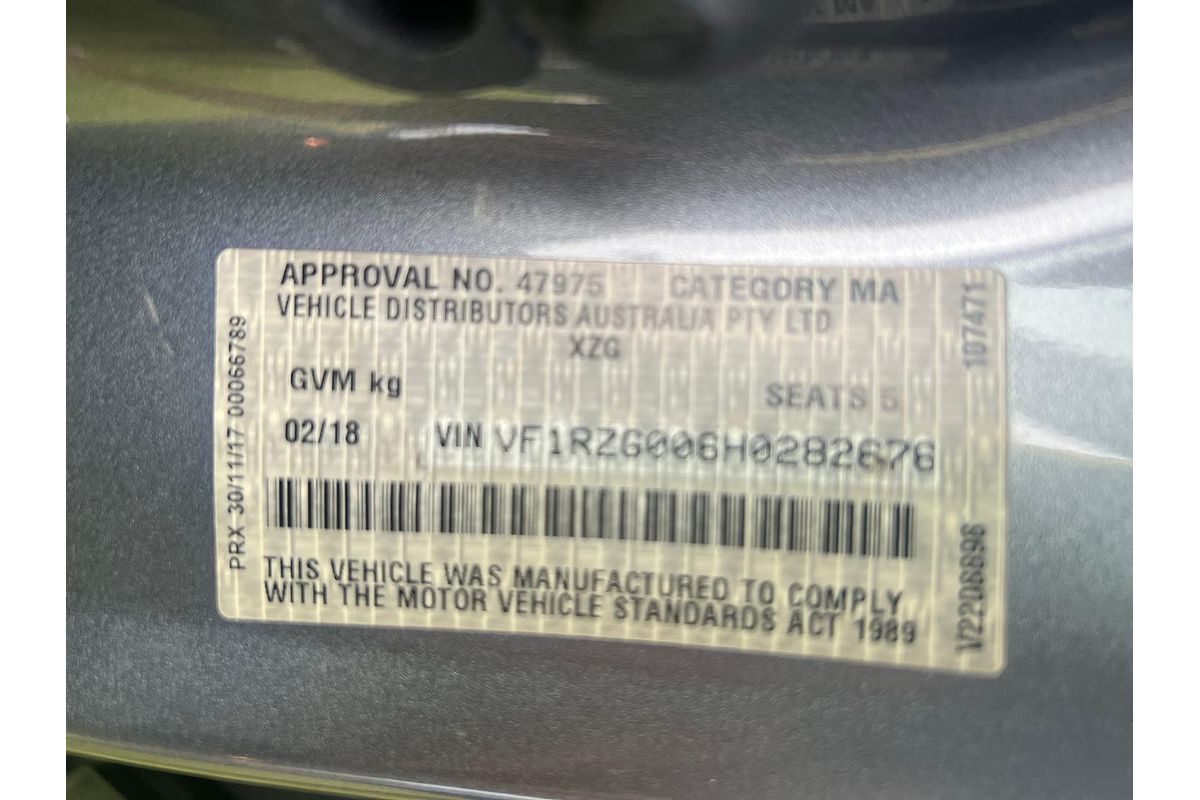 APPROVAL NO. 47975 CATEGORY MA
VEHICLE DISTRIBUTORS AUSTRALIA PTY LTD
XZG
GVM kg SEATS 5
02/18 VIN VF1RZG006H0282676
THIS VEHICLE WAS MANUFACTURED TO COMPLY
WITH THE MOTOR VEHICLE STANDARDS ACT 1989
PRX 30/11/17 00066789
107471
V2208896